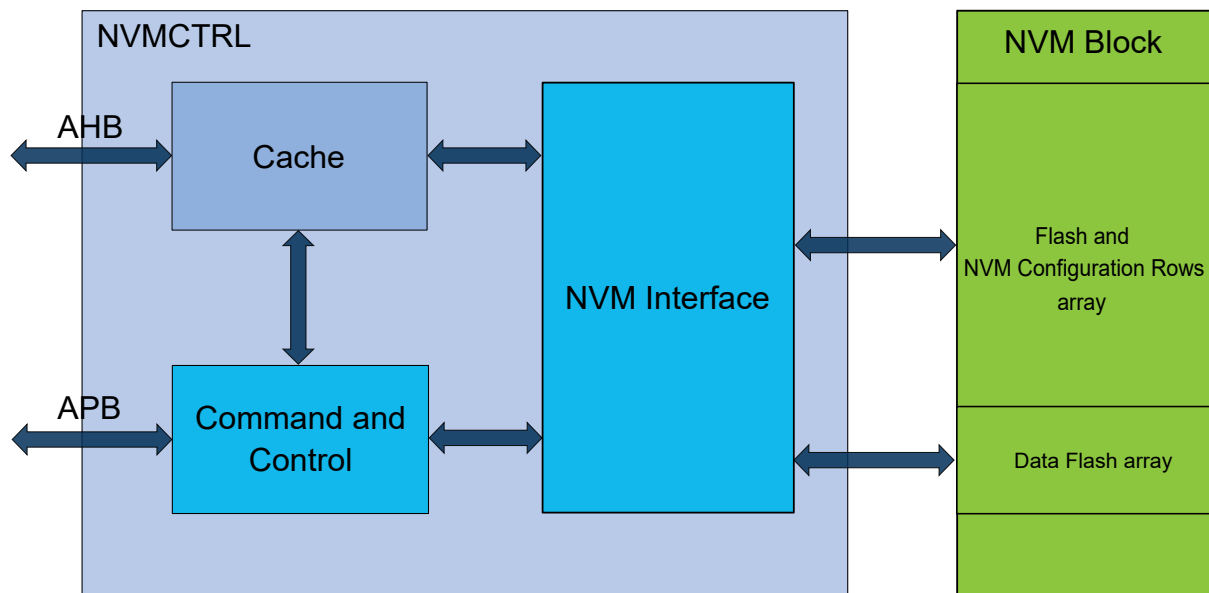 NVMCTRL
NVM Block
AHB
Cache
Flash and
NVM Configuration Rows
array
NVM Interface
APB
Command and
Control
Data Flash array